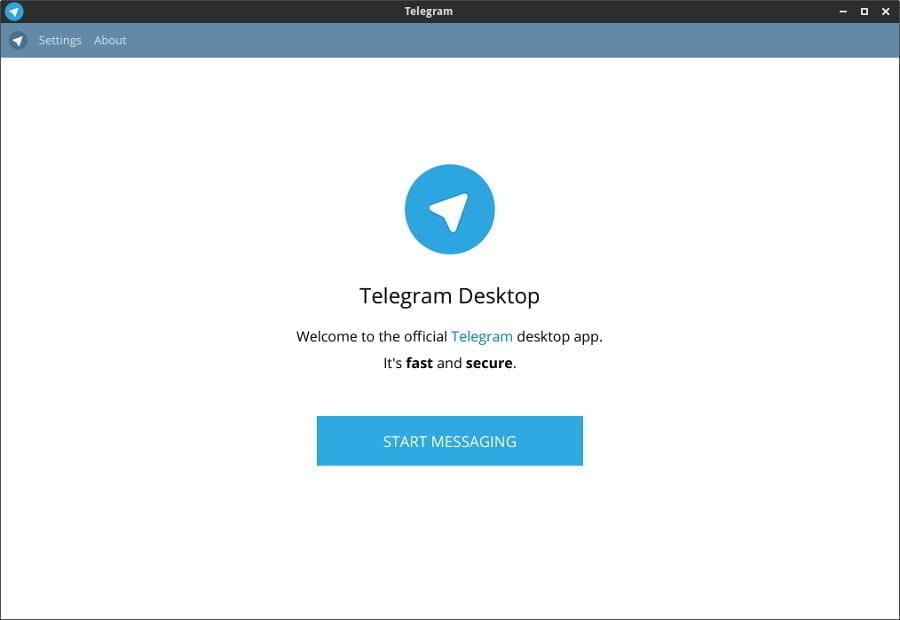 Telegram
Settings About
Telegram Desktop
Welcome to the official Telegram desktop app.
It's fast and secure.
START MESSAGING